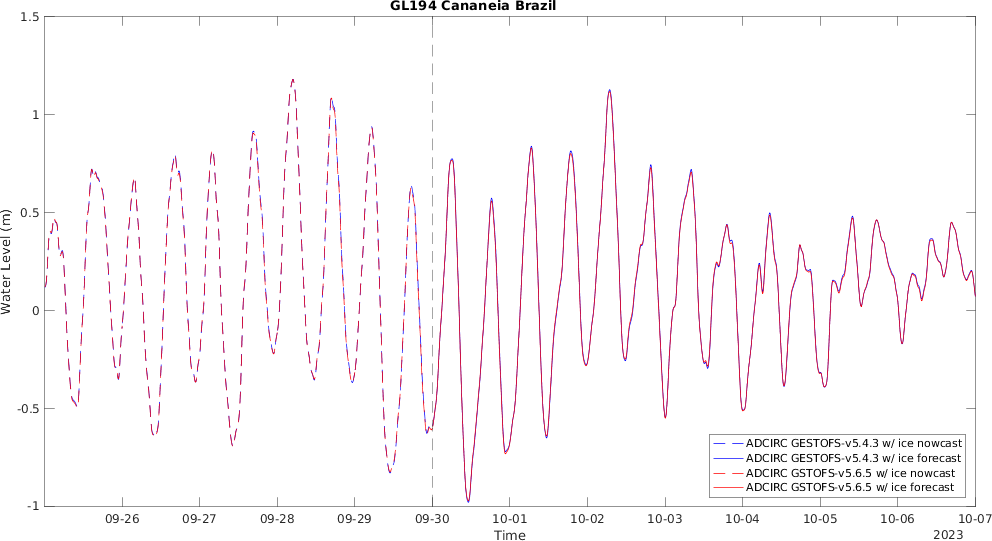 GL194 Cananeia Brazil
1.5
1
0.5
0
-0.5
-1
Water Level (m)
09-26 09-27 09-28 09-29 09-30 10-01 10-02 10-03 10-04 10-05 10-06 10-07
Time
2023
ADCIRC GESTOFS-v5.4.3 w/ ice nowcast
ADCIRC GESTOFS-v5.4.3 w/ ice forecast
ADCIRC GSTOFS-v5.6.5 w/ ice nowcast
ADCIRC GSTOFS-v5.6.5 w/ ice forecast